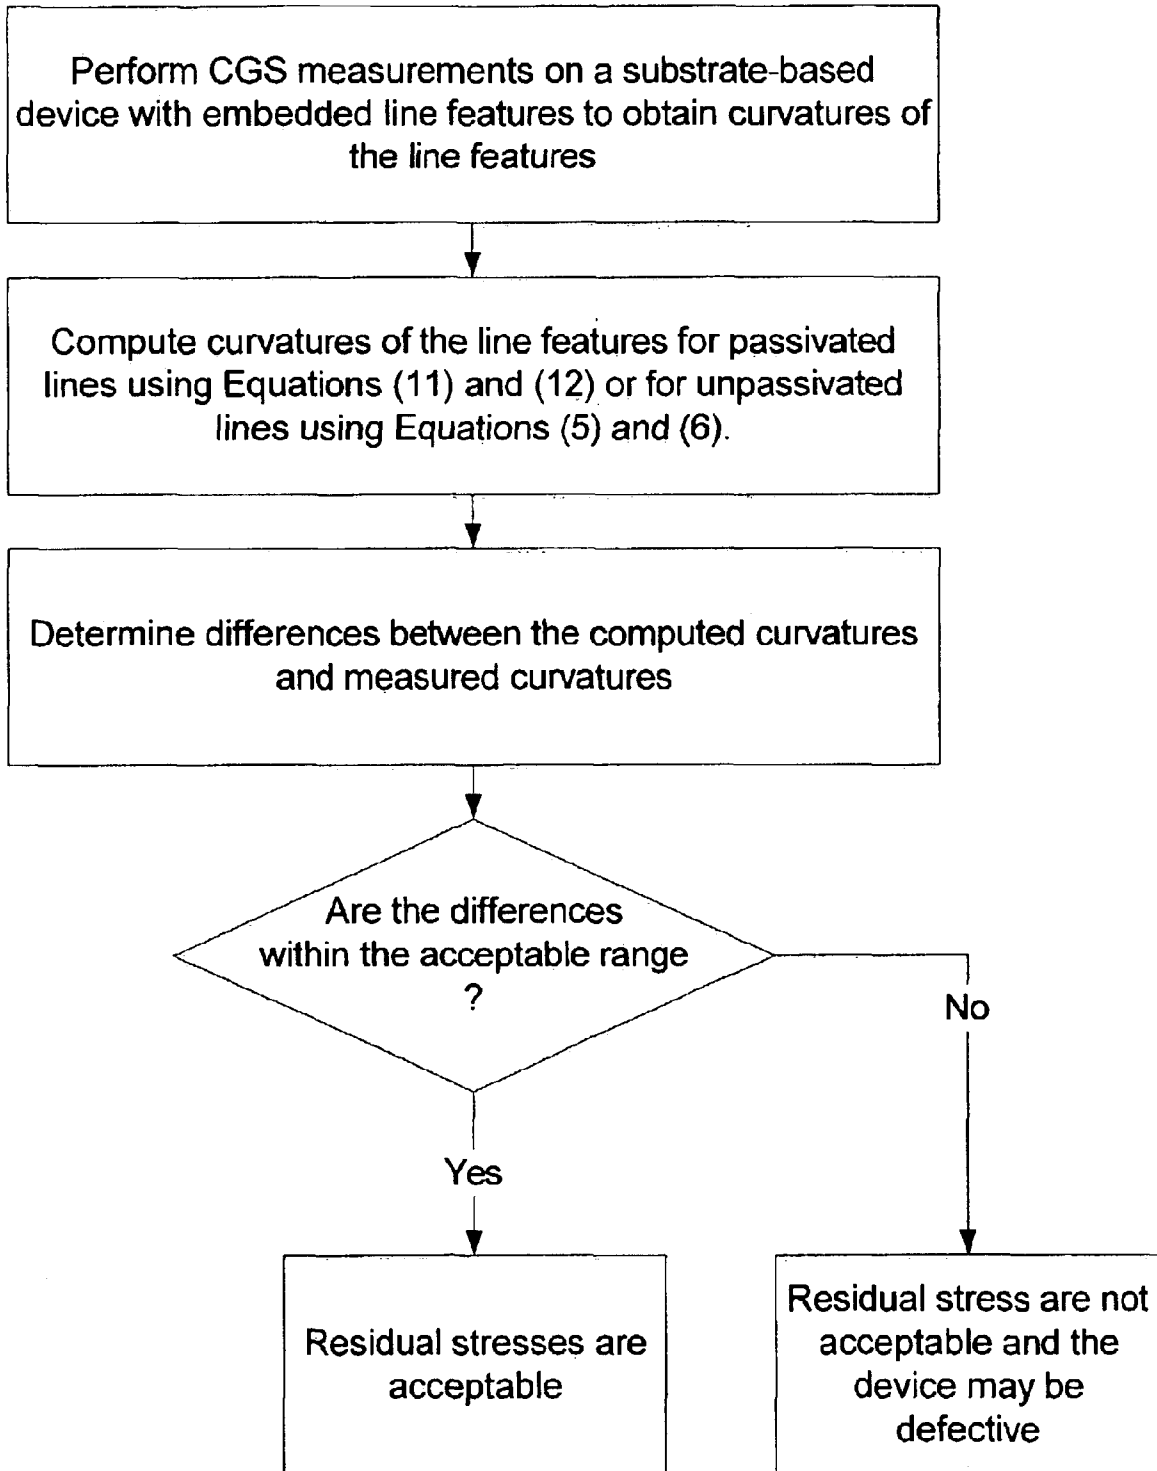 Perform CGS measurements on a substrate-based
device with embedded line features to obtain curvatures of
the line features
Compute curvatures of the line features for passivated
lines using Equations (11) and (12) or for unpassivated
lines using Equations (5) and (6).
Determine differences between the computed curvatures
and measured curvatures
Are the differences
within the acceptable range
?
No
Yes
Residual stresses are
acceptable
Residual stress are not
acceptable and the
device may be
defective